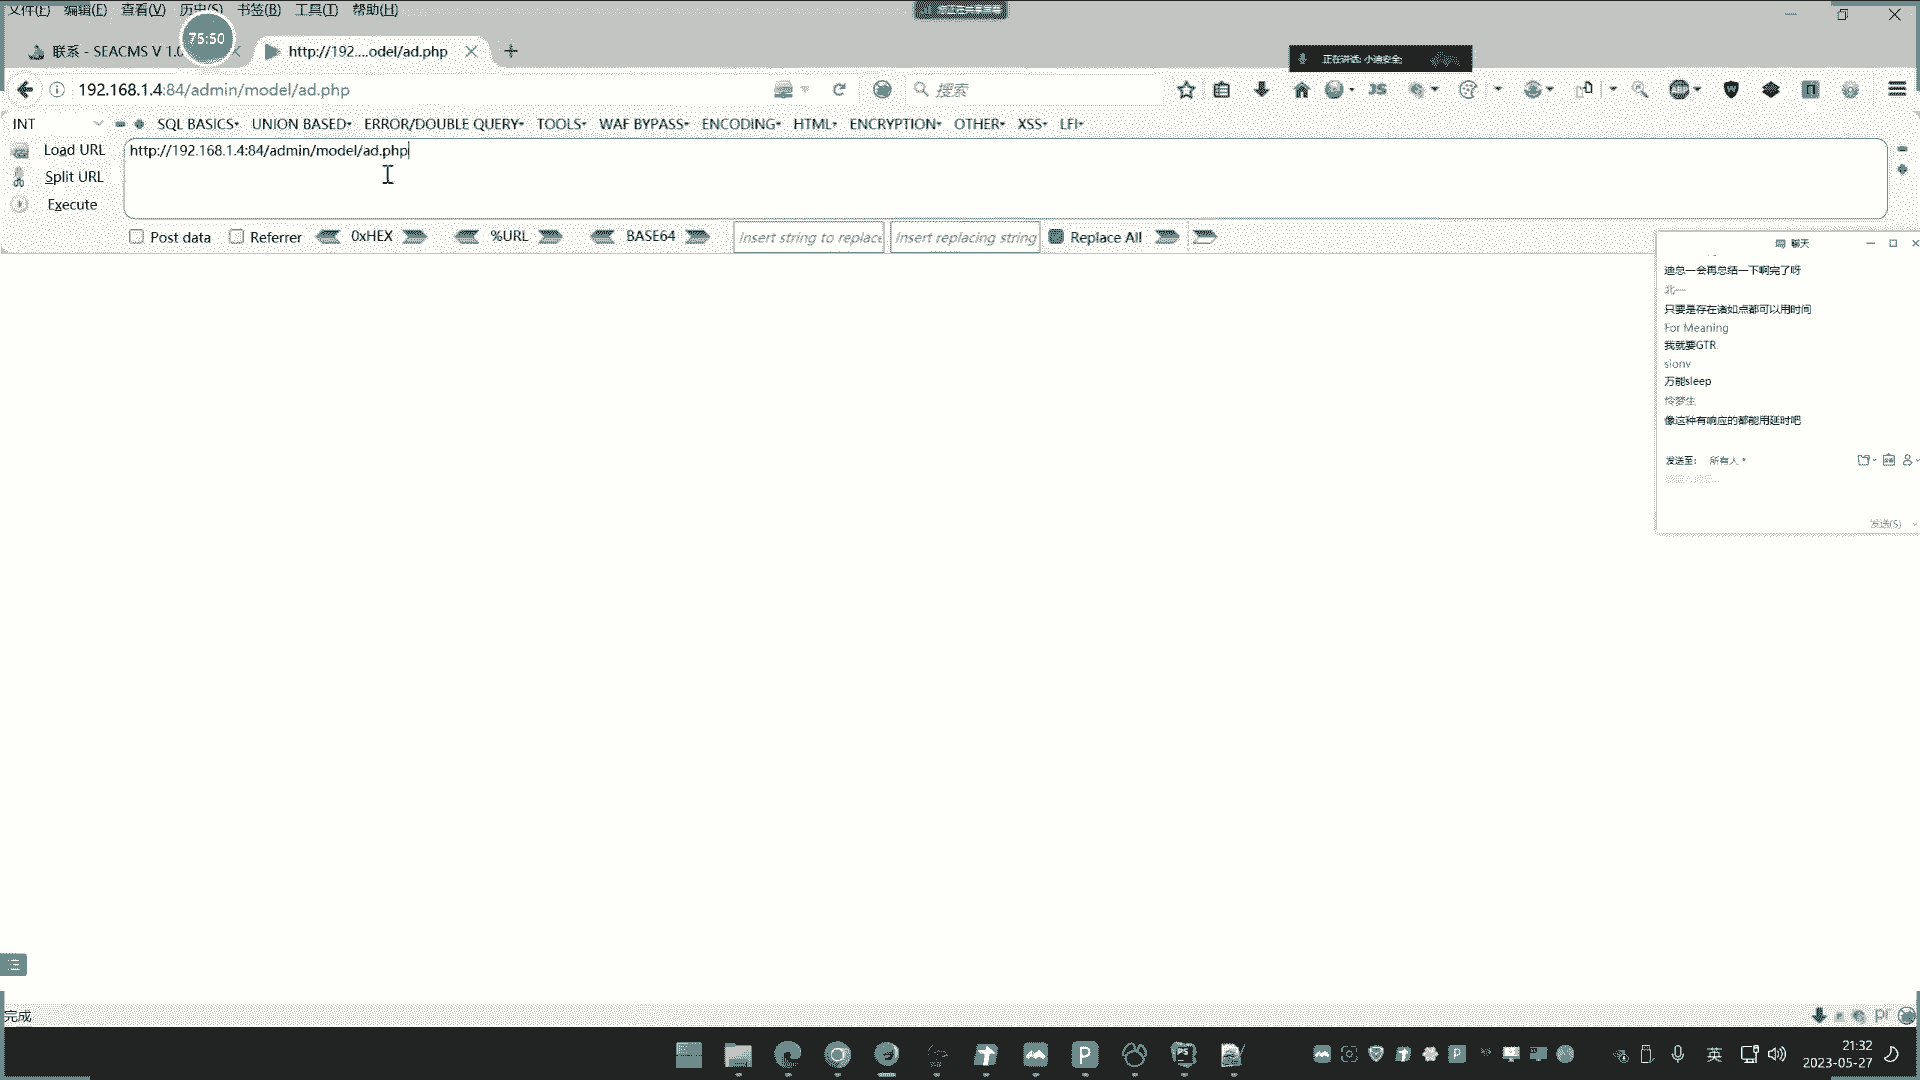 文件(F) 编辑(E) 查看(V) 历史(S) 书签(B) 工具(T) 帮助(H)
75:50
联系 - SEACMS V 1.0
http://192....odel/ad.php
正在讲话: 小迪安全;
192.168.1.4:84/admin/model/ad.php
搜索
JS
INT
SQL BASICS UNION BASED ERROR/DOUBLE QUERY TOOLS WAF BYPASS ENCODING HTML ENCRYPTION OTHER XSS LFI
Load URL
http://192.168.1.4:84/admin/model/ad.php
Split URL
Execute
Post data Referrer 0xHEX %URL BASE64 Insert string to replace Insert replacing string Replace All
聊天
迪总一会再总结一下啊完了呀
北一
只要是存在诸如点都可以用时间
For Meaning
我就要GTR
sionv
万能sleep
怜梦生
像这种有响应的都能用延时吧
发送至: 所有人
发送(S)
完成
英
21:32
2023-05-27